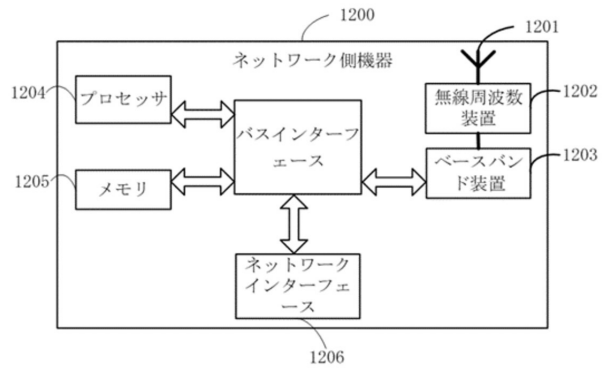 1200
1201
ネットワーク側機器
1204
プロセッサ
無線周波数
装置
1202
バスインターフ
ェース
1205
メモリ
ベースバン
ド装置
1203
ネットワーク
インターフェ
ース
1206